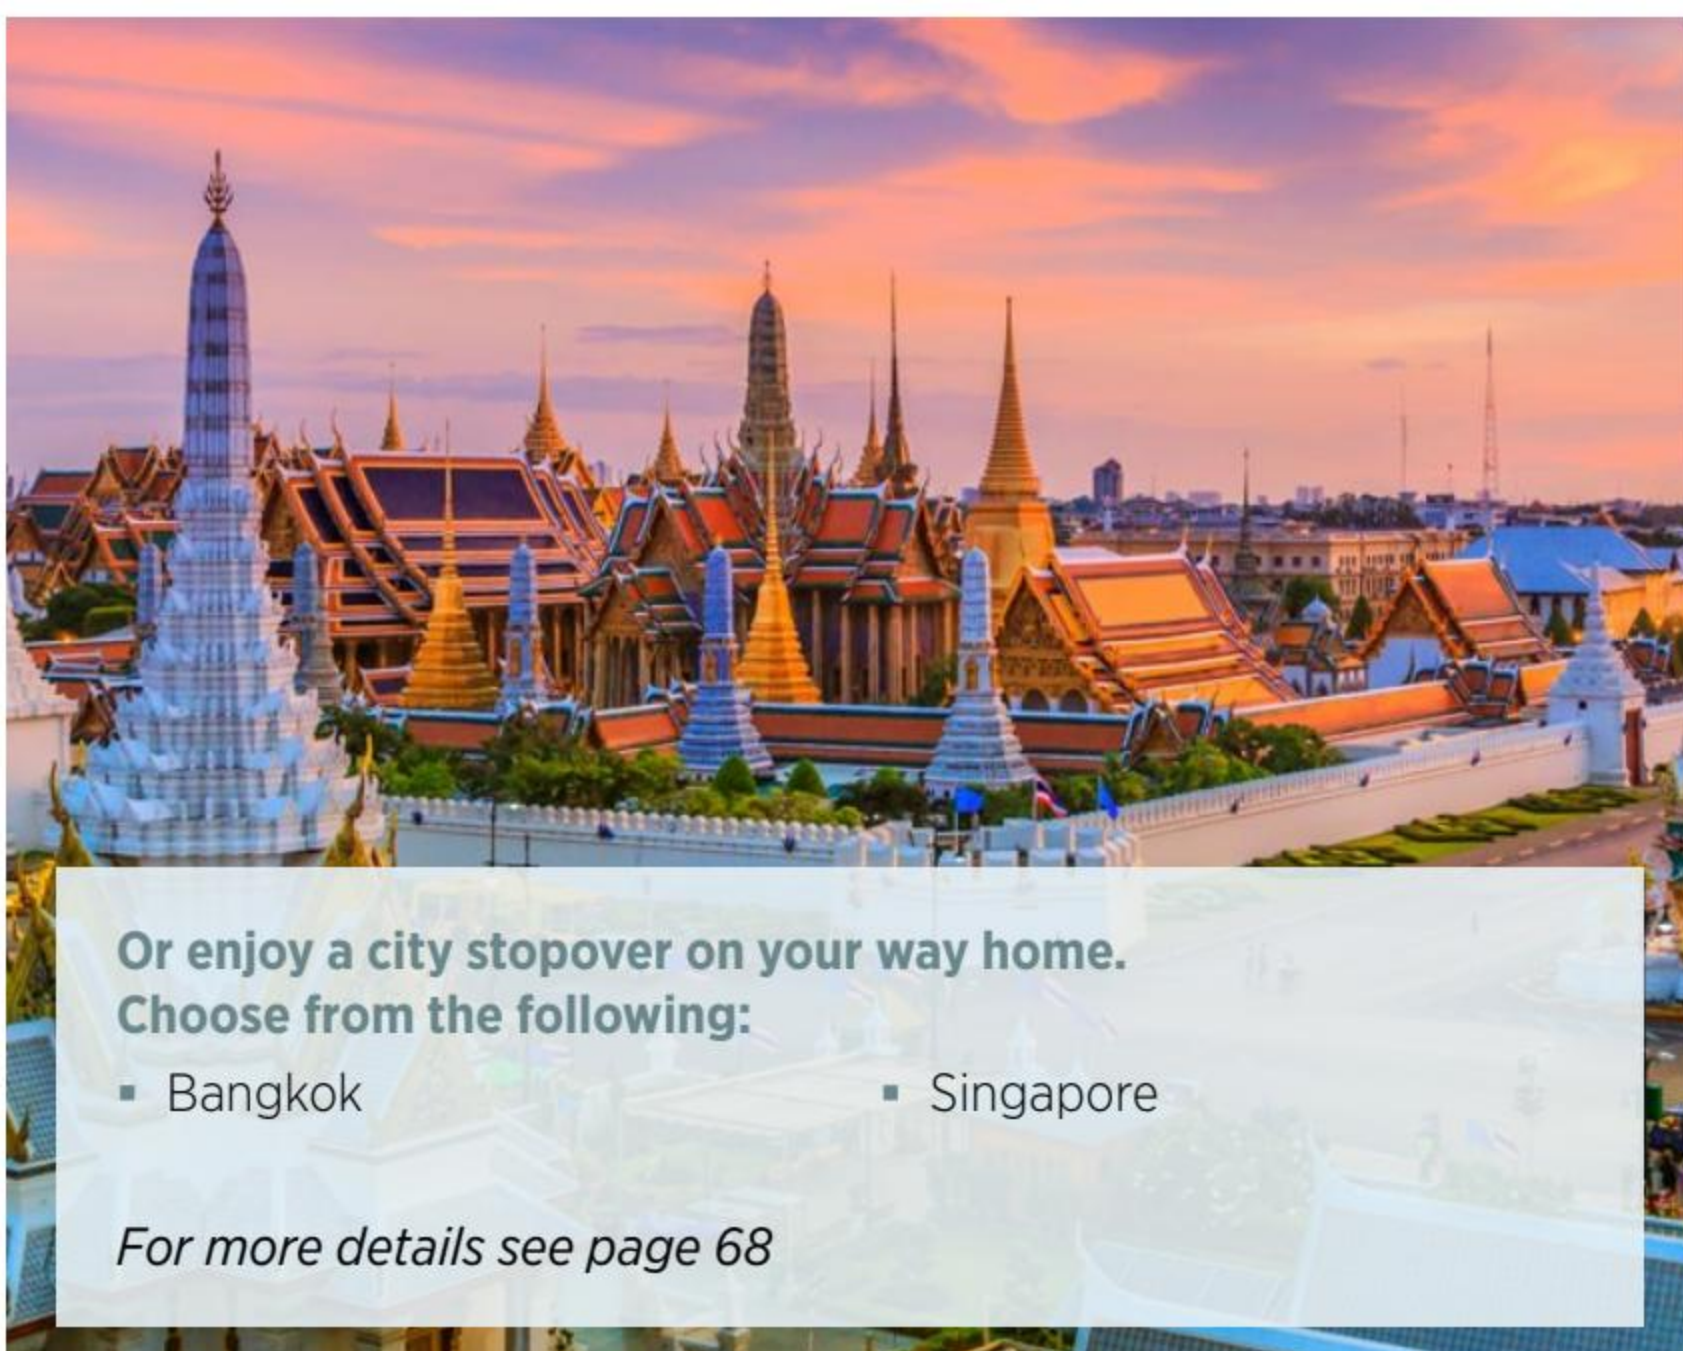 Or enjoy a city stopover on your way home.
Choose from the following:
▪ Bangkok
▪ Singapore
For more details see page 68